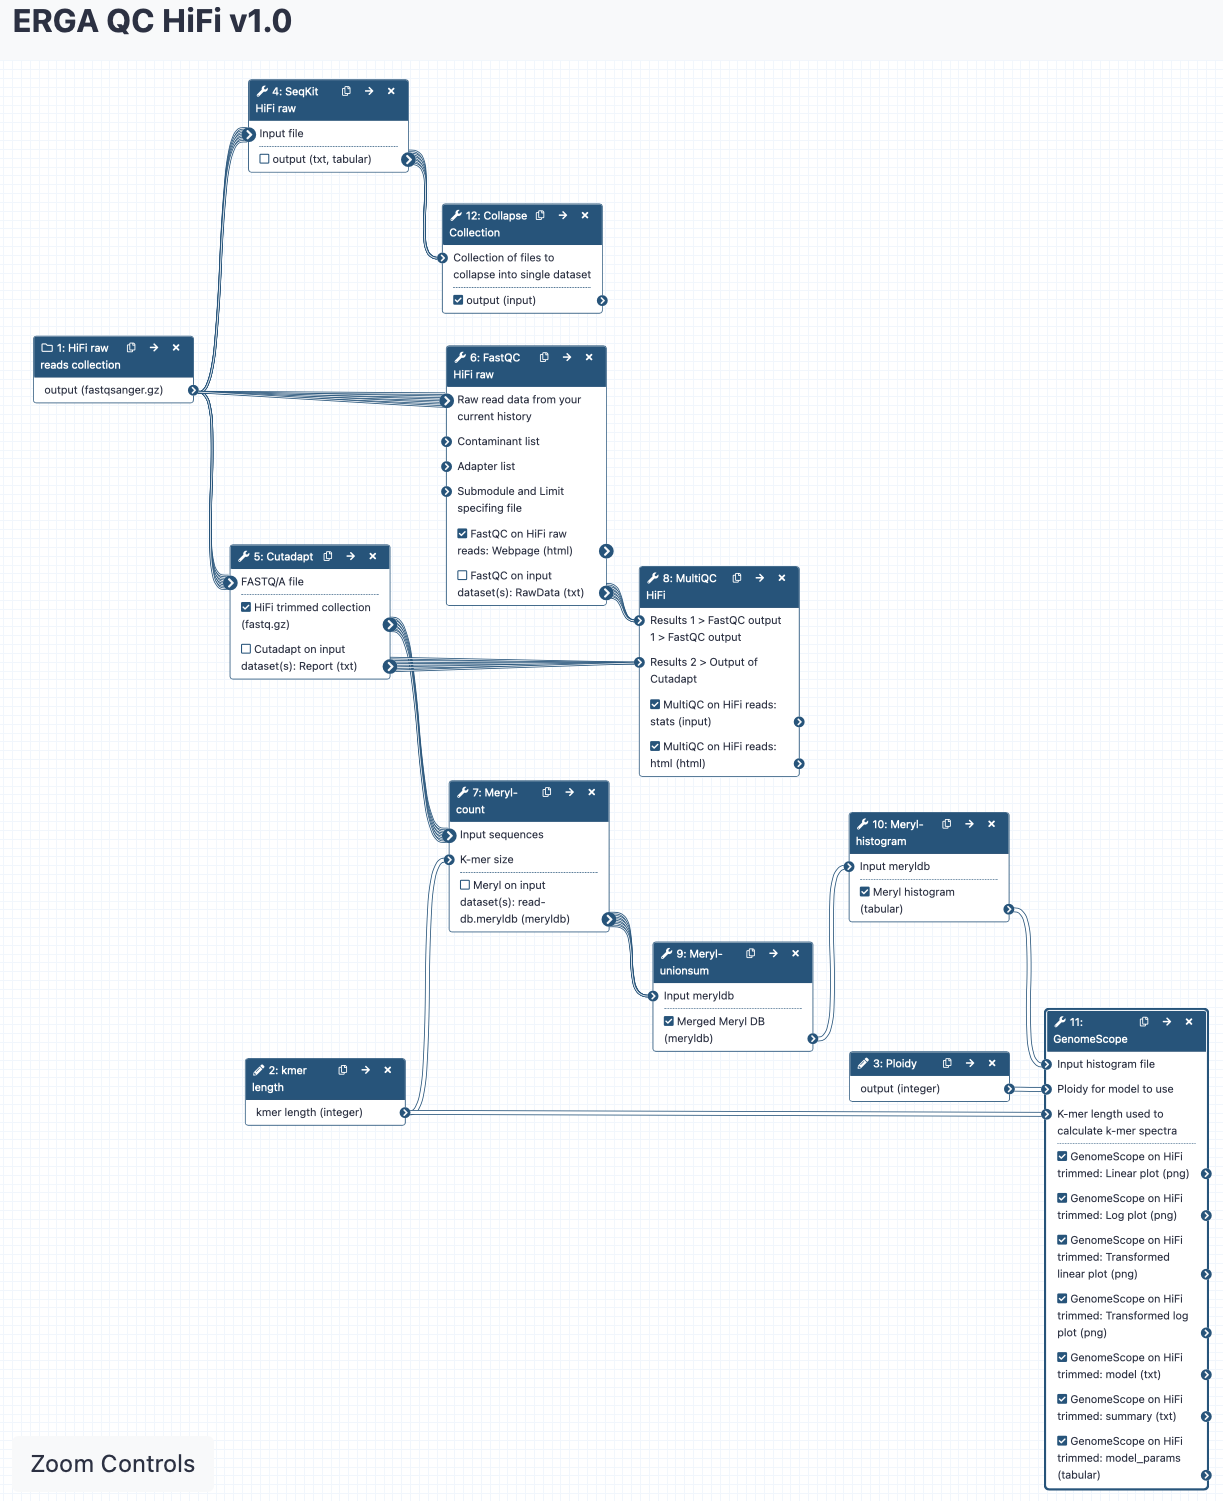 ERGA QC HiFi v1.0
4: SeqKit
HiFi raw
Input file
output (txt, tabular)
12: Collapse
Collection
Collection of files to
collapse into single dataset
output (input)
1: HiFi raw
reads collection
output (fastqsanger.gz)
6: FastQC
HiFi raw
Raw read data from your
current history
Contaminant list
Adapter list
Submodule and Limit
specifing file
FastQC on HiFi raw
reads: Webpage (html)
FastQC on input
dataset(s): RawData (txt)
5: Cutadapt
FASTQ/A file
HiFi trimmed collection
(fastq.gz)
Cutadapt on input
dataset(s): Report (txt)
8: MultiQC
HiFi
Results 1 > FastQC output
1 > FastQC output
Results 2 > Output of
Cutadapt
MultiQC on HiFi reads:
stats (input)
MultiQC on HiFi reads:
html (html)
7: Meryl-
count
Input sequences
K-mer size
Meryl on input
dataset(s): read-
db.meryldb (meryldb)
10: Meryl-
histogram
Input meryldb
Meryl histogram
(tabular)
9: Meryl-
unionsum
Input meryldb
Merged Meryl DB
(meryldb)
2: kmer
length
kmer length (integer)
3: Ploidy
output (integer)
11:
GenomeScope
Input histogram file
Ploidy for model to use
K-mer length used to
calculate k-mer spectra
GenomeScope on HiFi
trimmed: Linear plot (png)
GenomeScope on HiFi
trimmed: Log plot (png)
GenomeScope on HiFi
trimmed: Transformed
linear plot (png)
GenomeScope on HiFi
trimmed: Transformed log
plot (png)
GenomeScope on HiFi
trimmed: model (txt)
GenomeScope on HiFi
trimmed: summary (txt)
GenomeScope on HiFi
trimmed: model_params
(tabular)
Zoom Controls